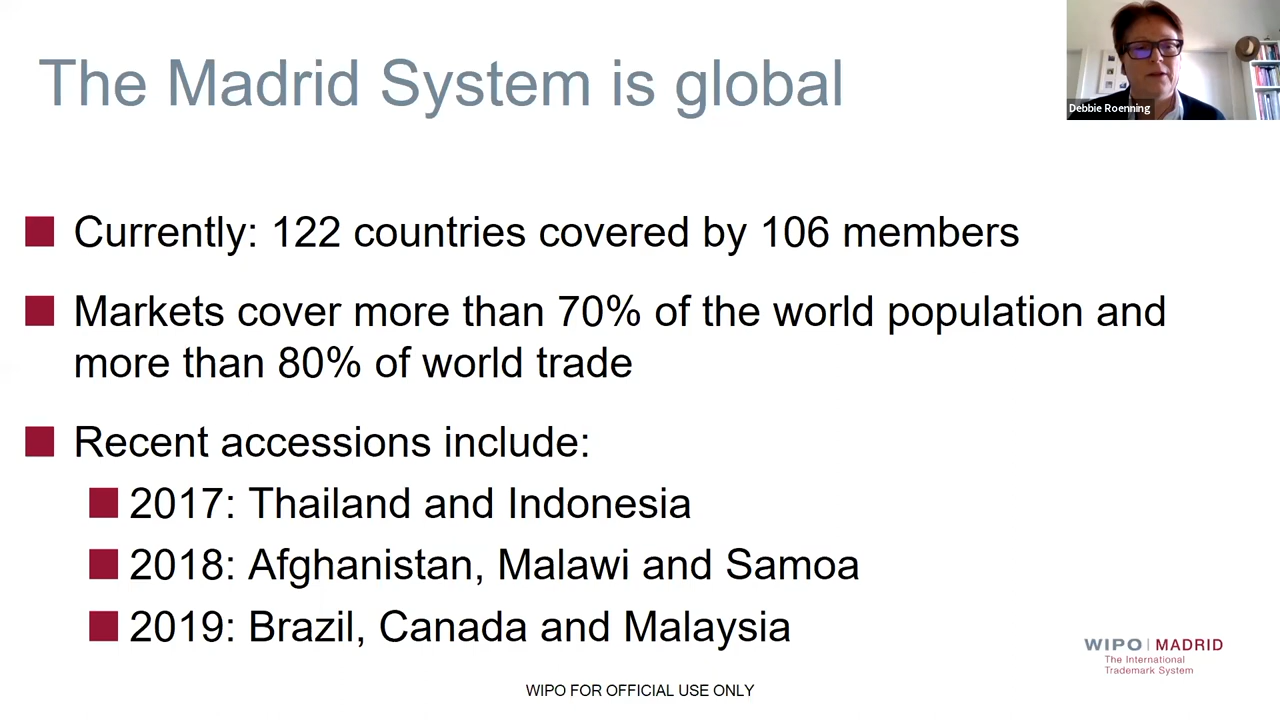 The Madrid System is global
Debbie Roenning
Currently: 122 countries covered by 106 members
Markets cover more than 70% of the world population and
more than 80% of world trade
Recent accessions include:
2017: Thailand and Indonesia
2018: Afghanistan, Malawi and Samoa
2019: Brazil, Canada and Malaysia
WIPO | MADRID
The International
Trademark System
WIPO FOR OFFICIAL USE ONLY